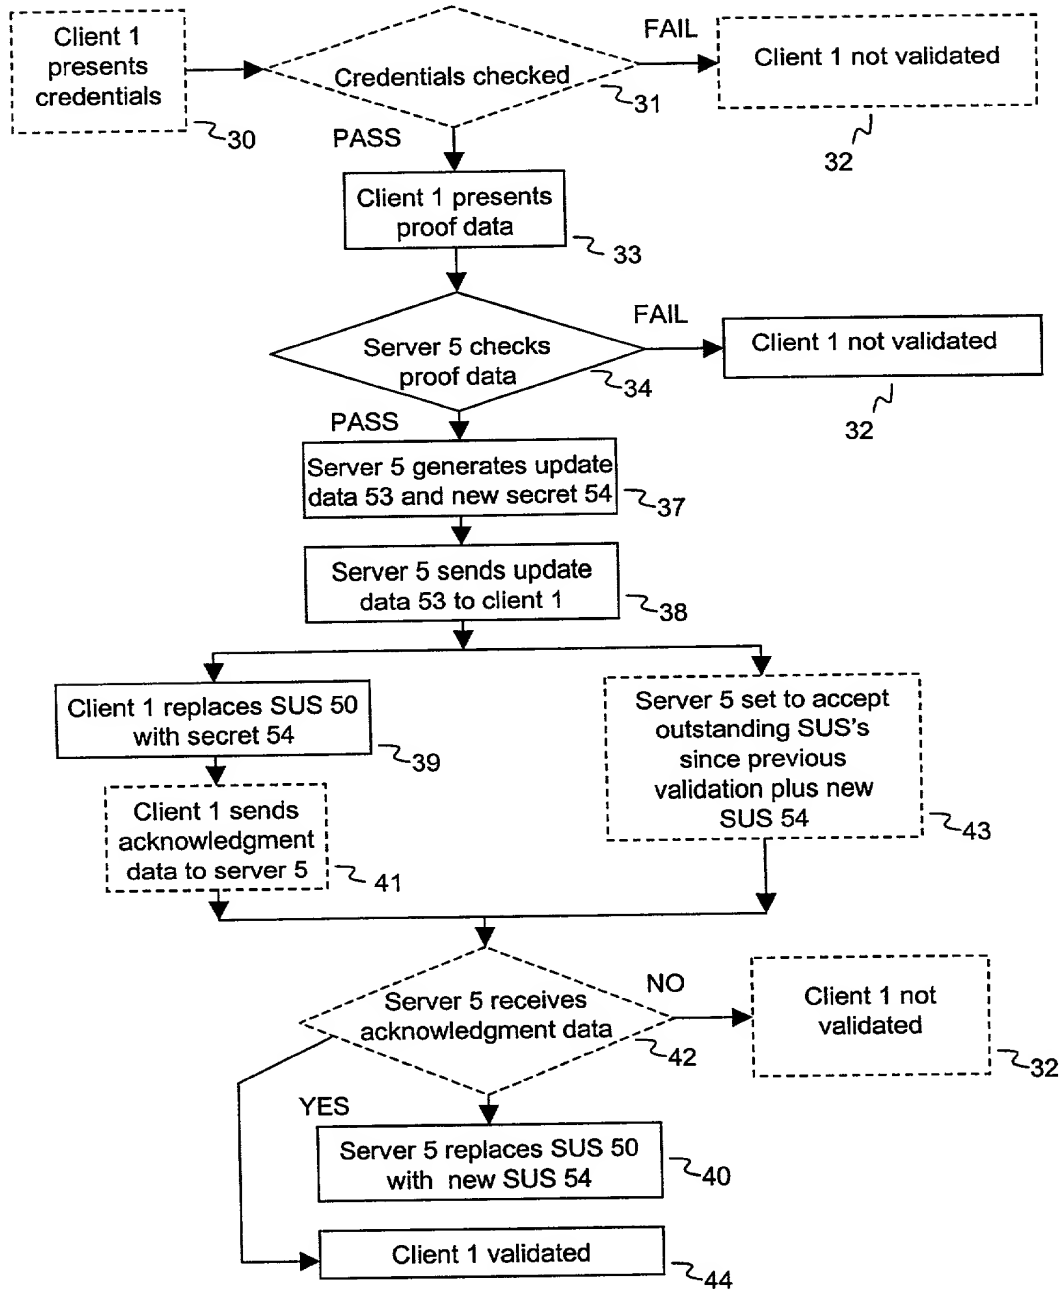 Client 1
presents
credentials
30
Credentials checked
31
FAIL
Client 1 not validated
32
PASS
Client 1 presents
proof data
33
Server 5 checks
proof data
34
FAIL
Client 1 not validated
32
PASS
Server 5 generates update
data 53 and new secret 54
37
Server 5 sends update
data 53 to client 1
38
Client 1 replaces SUS 50
with secret 54
39
Server 5 set to accept
outstanding SUS's
since previous
validation plus new
SUS 54
43
Client 1 sends
acknowledgment
data to server 5
41
Server 5 receives
acknowledgment data
42
NO
Client 1 not
validated
32
YES
Server 5 replaces SUS 50
with new SUS 54
40
Client 1 validated
44